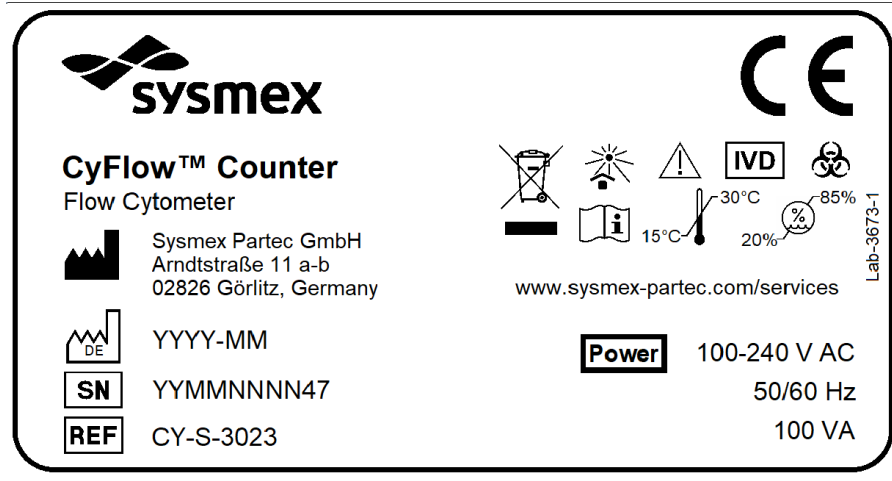 sysmex
CE
CyFlow™ Counter
Flow Cytometer
IVD
Sysmex Partec GmbH
Arndtstraße 11 a-b
02826 Görlitz, Germany
i
15°C
30°C
%
20%
85%
Lab-3673-1
www.sysmex-partec.com/services
DE
YYYY-MM
SN
YYMMNNNN47
REF
CY-S-3023
Power
100-240 V AC
50/60 Hz
100 VA